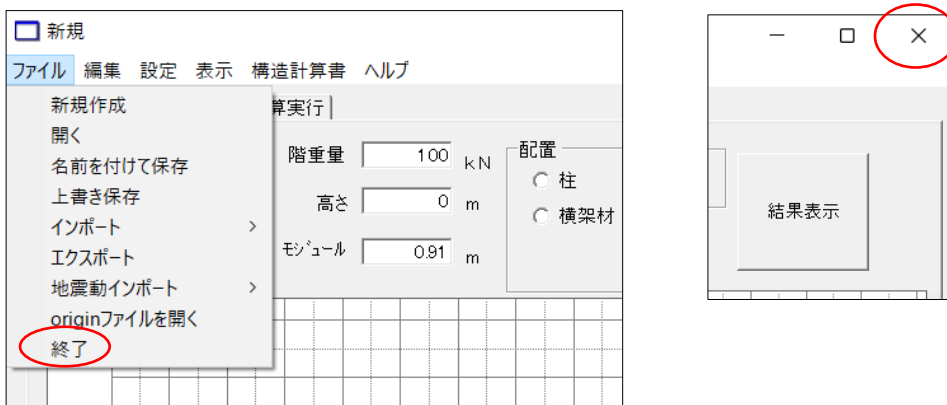 新規
ファイル 編集 設定 表示 構造計算書 ヘルプ
新規作成
開く
名前を付けて保存
上書き保存
インポート
エクスポート
地震動インポート
originファイルを開く
終了
算実行
階重量 100 kN
高さ 0 m
モジュール 0.91 m
配置
柱
横架材
結果表示